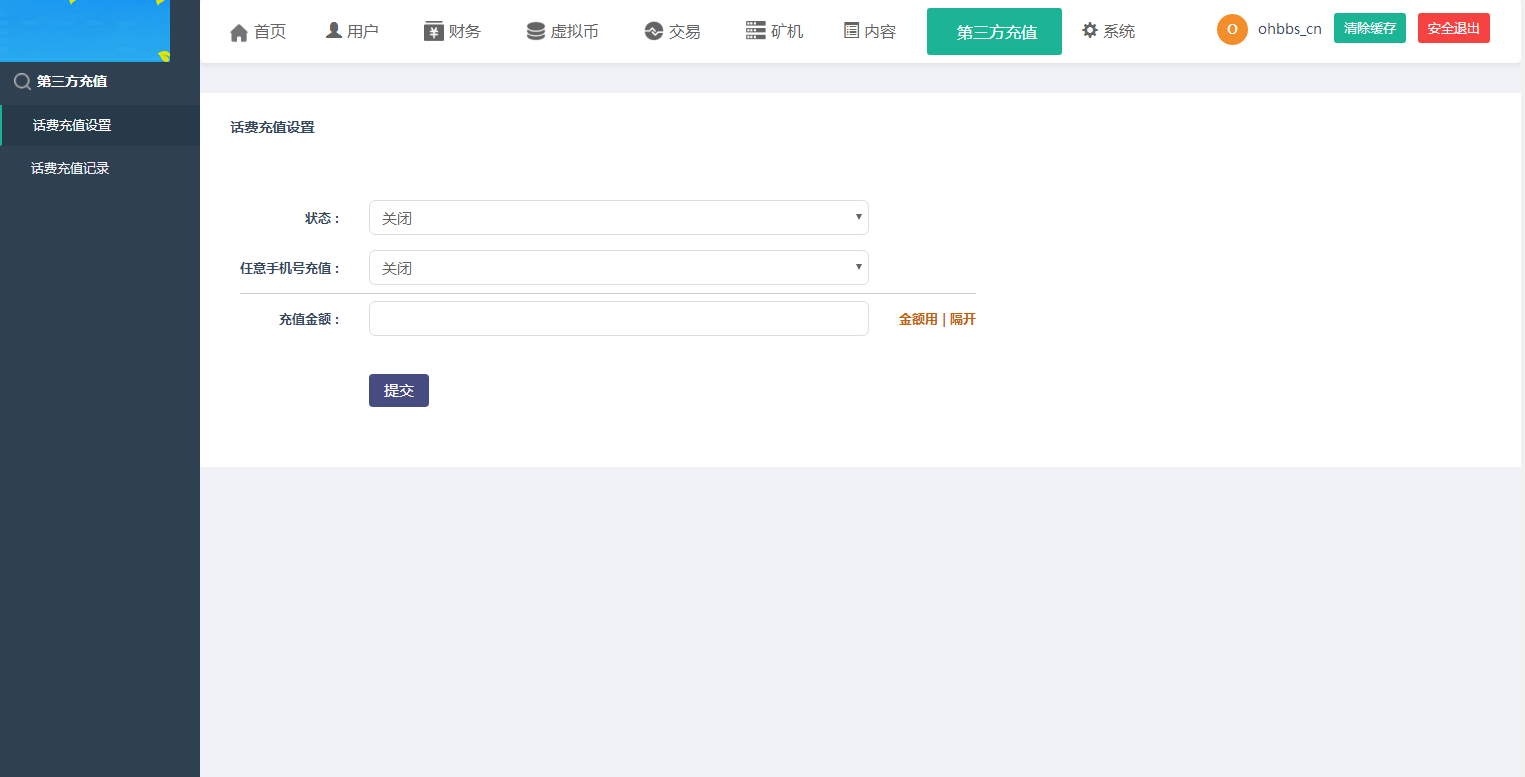 首页 用户 财务 虚拟币 交易 矿机 内容 第三方充值 系统 O ohbbs_cn 清除缓存 安全退出
第三方充值
话费充值设置
话费充值记录
话费充值设置
状态： 关闭
任意手机号充值： 关闭
充值金额： 金额用 | 隔开
提交